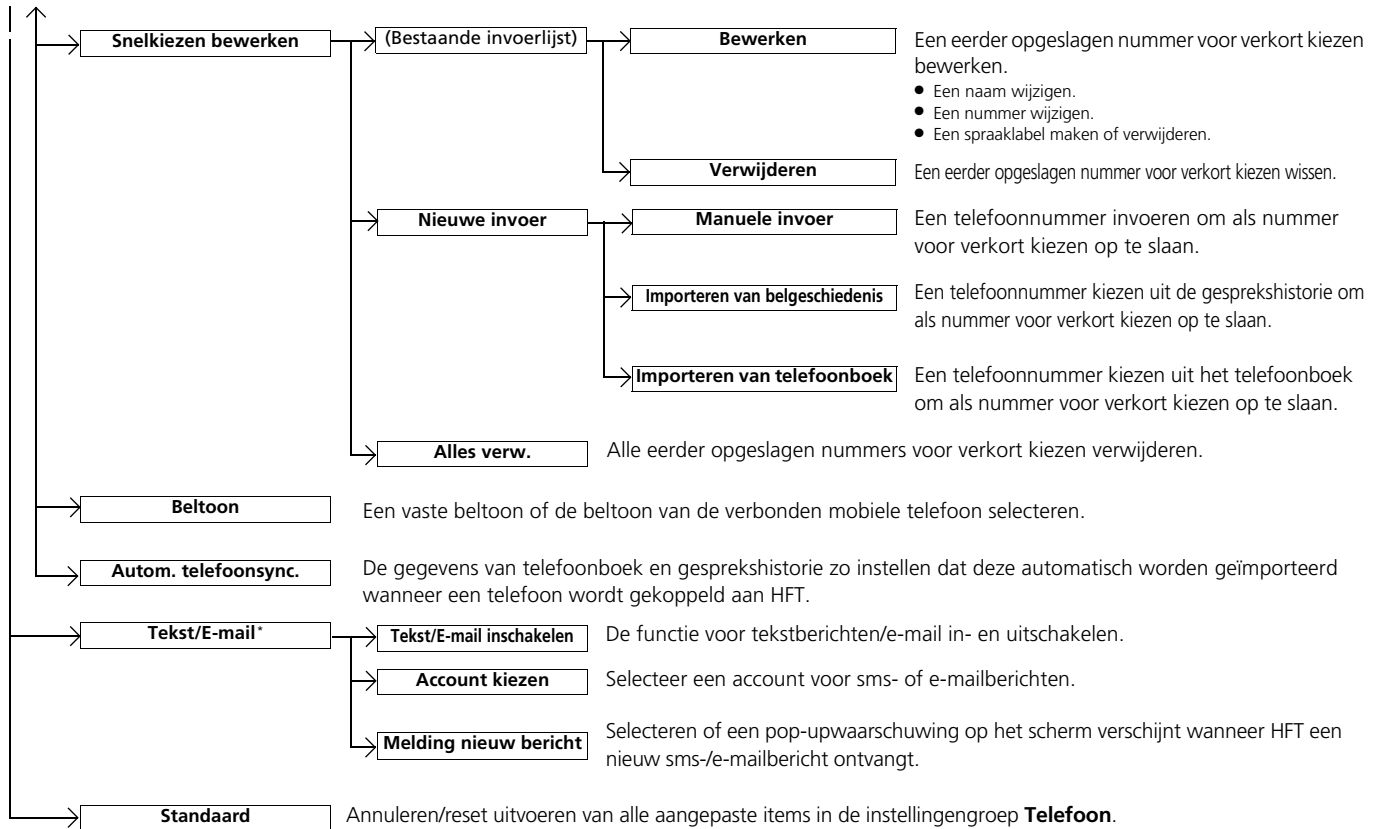 Snelkiezen bewerken
(Bestaande invoerlijst)
Bewerken
Een eerder opgeslagen nummer voor verkort kiezen
bewerken.
● Een naam wijzigen.
● Een nummer wijzigen.
● Een spraaklabel maken of verwijderen.
Verwijderen
Een eerder opgeslagen nummer voor verkort kiezen wissen.
Nieuwe invoer
Manuele invoer
Een telefoonnummer invoeren om als nummer
voor verkort kiezen op te slaan.
Importeren van belgeschiedenis
Een telefoonnummer kiezen uit de gesprekshistorie om
als nummer voor verkort kiezen op te slaan.
Importeren van telefoonboek
Een telefoonnummer kiezen uit het telefoonboek
om als nummer voor verkort kiezen op te slaan.
Alles verw.
Alle eerder opgeslagen nummers voor verkort kiezen verwijderen.
Beltoon
Een vaste beltoon of de beltoon van de verbonden mobiele telefoon selecteren.
Autom. telefoonsync.
De gegevens van telefoonboek en gesprekshistorie zo instellen dat deze automatisch worden geïmporteerd
wanneer een telefoon wordt gekoppeld aan HFT.
Tekst/E-mail*
Tekst/E-mail inschakelen
De functie voor tekstberichten/e-mail in- en uitschakelen.
Account kiezen
Selecteer een account voor sms- of e-mailberichten.
Melding nieuw bericht
Selecteren of een pop-upwaarschuwing op het scherm verschijnt wanneer HFT een
nieuw sms-/e-mailbericht ontvangt.
Standaard
Annuleren/reset uitvoeren van alle aangepaste items in de instellingengroep Telefoon.